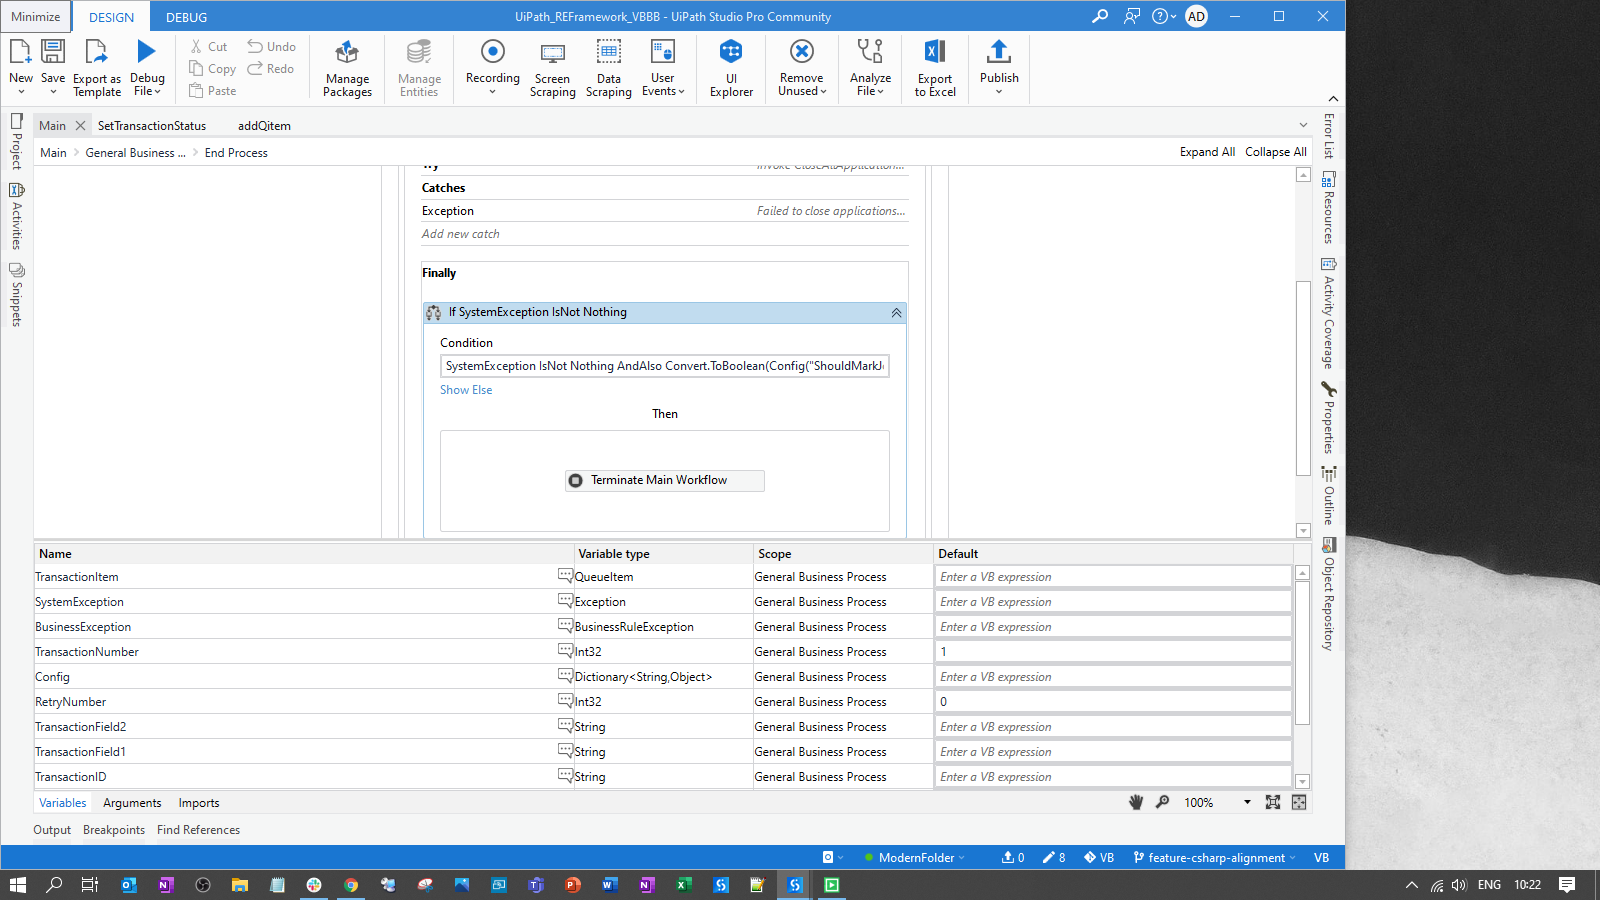 Minimize
DESIGN
DEBUG
UiPath_REFramework_VBBB - UiPath Studio Pro Community
AD
New
Save
Export as Template
Debug File
Cut
Copy
Paste
Undo
Redo
Manage Packages
Manage Entities
Recording
Screen Scraping
Data Scraping
User Events
UI Explorer
Remove Unused
Analyze File
Export to Excel
Publish
Main
SetTransactionStatus
addQitem
Main > General Business ... > End Process
Expand All Collapse All
Project
Activities
Snippets
Error List
Resources
Activity Coverage
Properties
Outline
Object Repository
Try Invoke CloseAllApplication...
Catches
Exception Failed to close applications...
Add new catch
Finally
If SystemException IsNot Nothing
Condition
SystemException IsNot Nothing AndAlso Convert.ToBoolean(Config("ShouldMarkJ
Show Else
Then
Terminate Main Workflow
Name Variable type Scope Default
TransactionItem QueueItem General Business Process Enter a VB expression
SystemException Exception General Business Process Enter a VB expression
BusinessException BusinessRuleException General Business Process Enter a VB expression
TransactionNumber Int32 General Business Process 1
Config Dictionary<String,Object> General Business Process Enter a VB expression
RetryNumber Int32 General Business Process 0
TransactionField2 String General Business Process Enter a VB expression
TransactionField1 String General Business Process Enter a VB expression
TransactionID String General Business Process Enter a VB expression
Variables Arguments Imports
100%
Output Breakpoints Find References
ModernFolder
0
8
VB
feature-csharp-alignment
VB
ENG
10:22